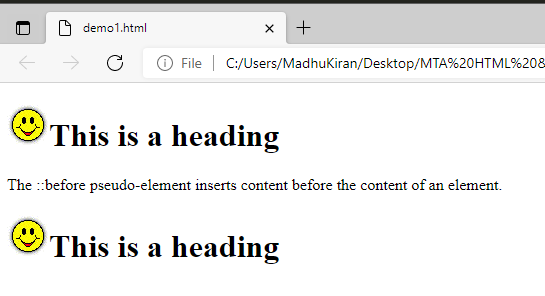 demo1.html
File
C:/Users/MadhuKiran/Desktop/MTA%20HTML%208
This is a heading
The ::before pseudo-element inserts content before the content of an element.
This is a heading